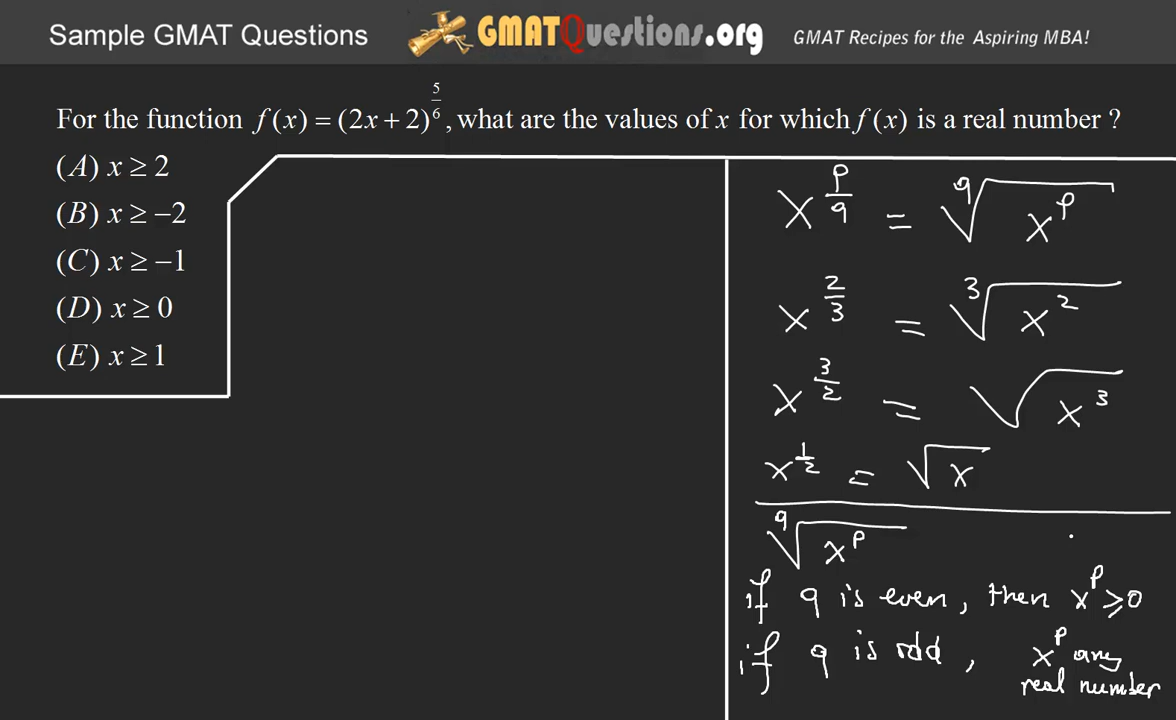 Sample GMAT Questions
GMATQuestions.org
GMAT Recipes for the Aspiring MBA!
For the function f(x) = (2x + 2)^(5/6), what are the values of x for which f(x) is a real number ?
(A) x ≥ 2
(B) x ≥ −2
(C) x ≥ −1
(D) x ≥ 0
(E) x ≥ 1
x^(p/q) = q√(x^p)
x^(2/3) = 3√(x^2)
x^(3/2) = √(x^3)
x^(1/2) = √x
q√(x^p)
if q is even, then x^p ≥ 0
if q is odd, x^p any
real number